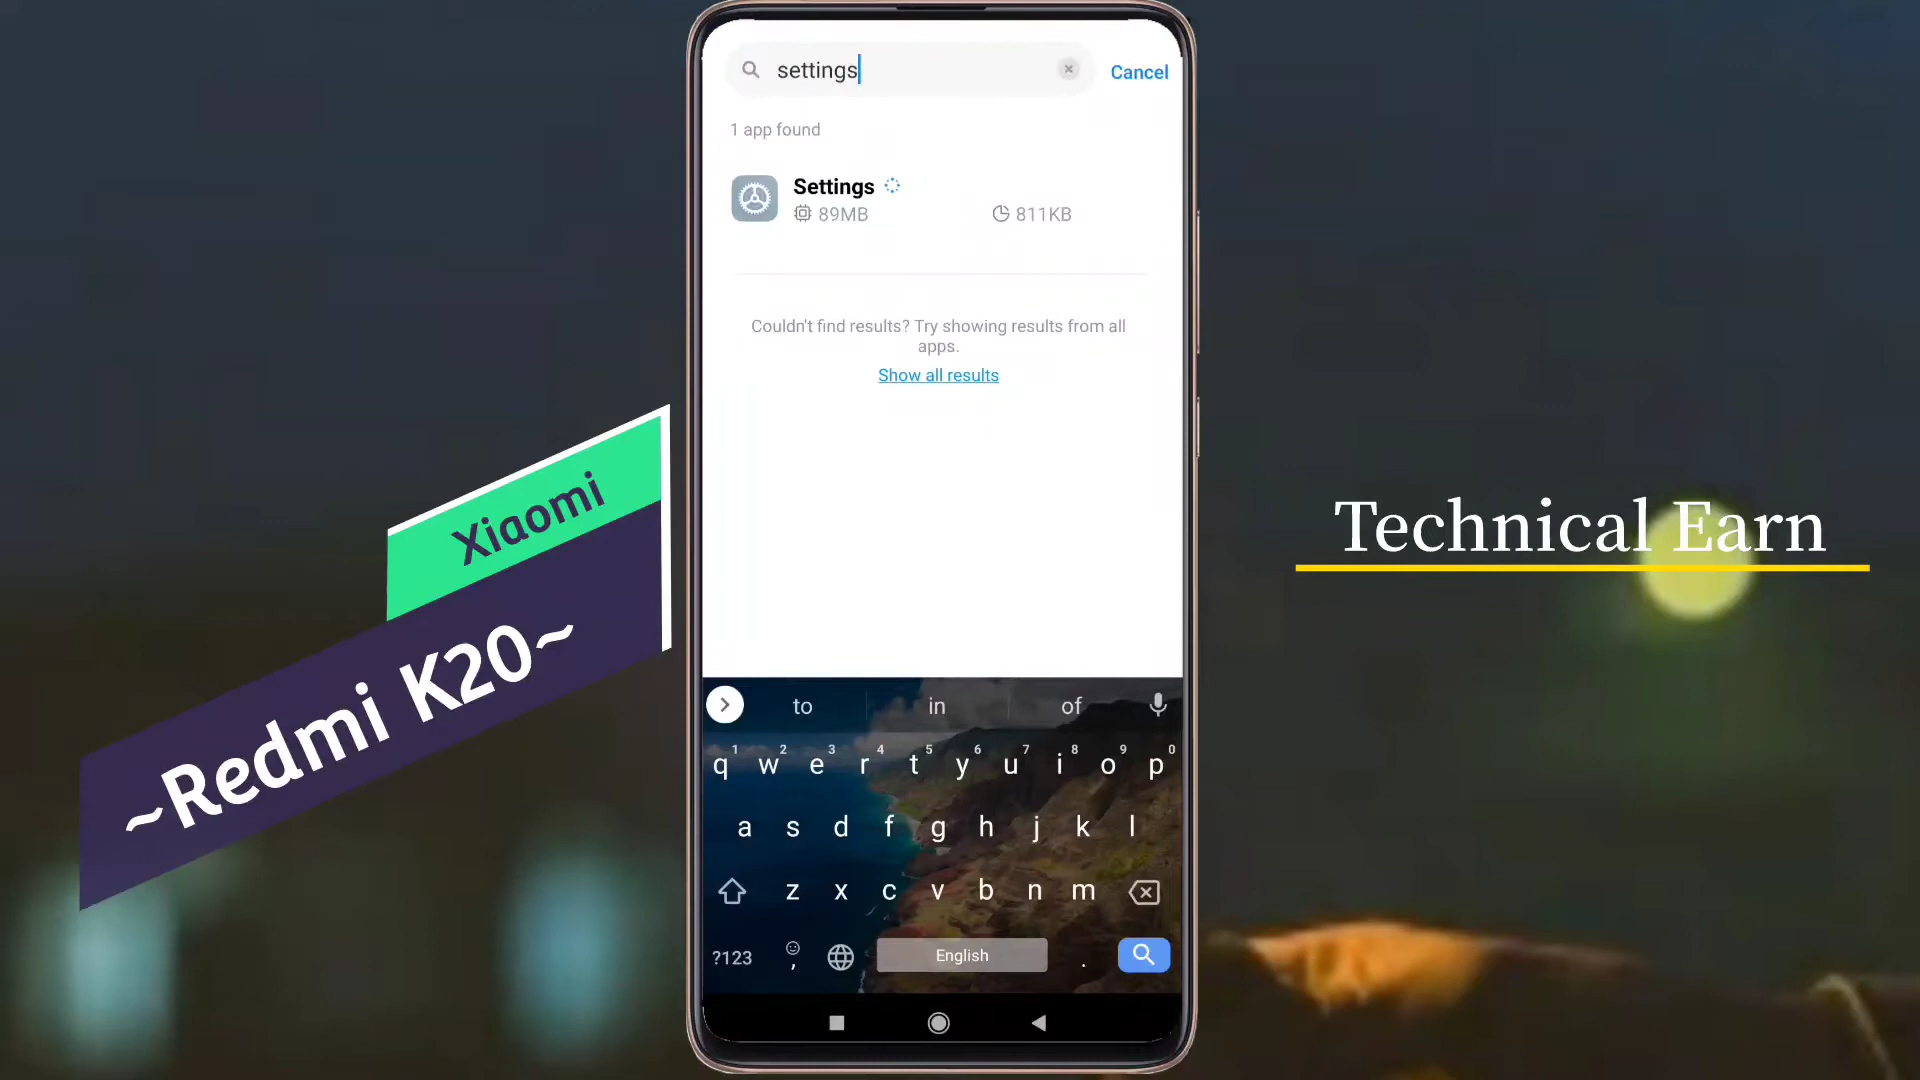 settings
Cancel
1 app found
Settings
89MB
811KB
Couldn't find results? Try showing results from all
apps.
Show all results
Xiaomi
~Redmi K20~
Technical Earn
to in of
1 2 3 4 5 6 7 8 9 0
q w e r t y u i o p
a s d f g h j k l
z x c v b n m
?123 , English .